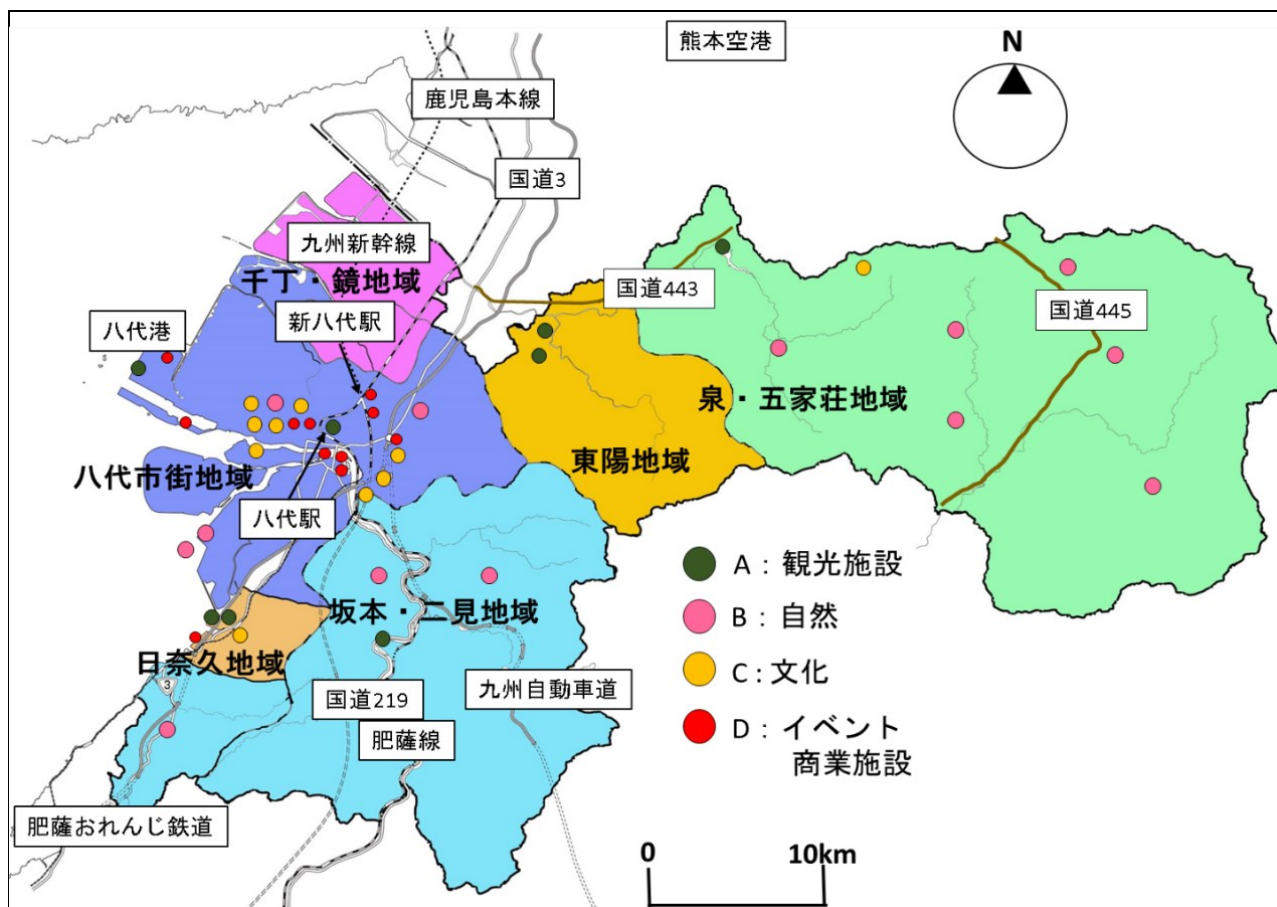 熊本空港
N
鹿児島本線
国道3
九州新幹線
千丁・鏡地域
国道443
国道445
新八代駅
八代港
泉・五家荘地域
東陽地域
八代市街地域
八代駅
A：観光施設
B：自然
坂本・二見地域
日奈久地域
C：文化
3
国道219
九州自動車道
D：イベント
商業施設
肥薩線
肥薩おれんじ鉄道
0
10km